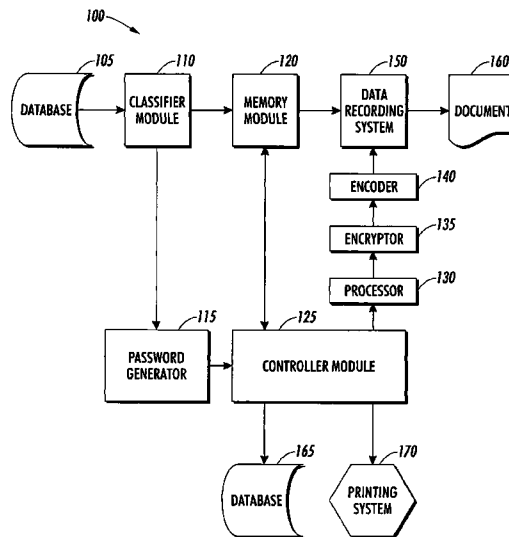 100
105
110
120
150
160
DATABASE
CLASSIFIER
MODULE
MEMORY
MODULE
DATA
RECORDING
SYSTEM
DOCUMENT
ENCODER
140
ENCRYPTOR
135
PROCESSOR
130
115
125
PASSWORD
GENERATOR
CONTROLLER MODULE
165
170
DATABASE
PRINTING
SYSTEM